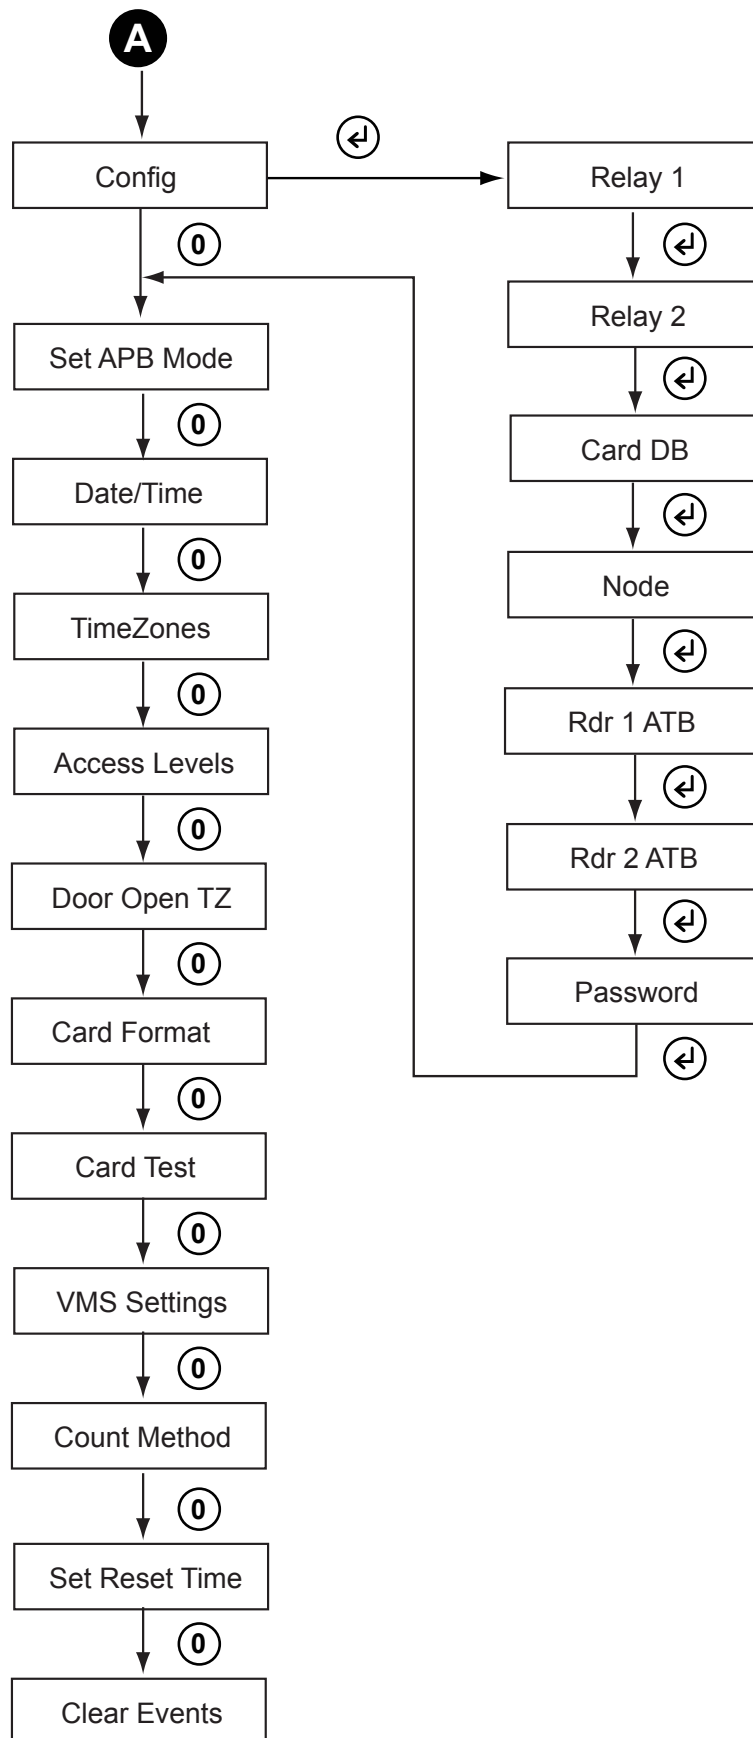 A
Config
Relay 1
0
Relay 2
Set APB Mode
0
Card DB
Date/Time
0
Node
TimeZones
0
Rdr 1 ATB
Access Levels
0
Rdr 2 ATB
Door Open TZ
0
Password
Card Format
0
Card Test
0
VMS Settings
0
Count Method
0
Set Reset Time
0
Clear Events